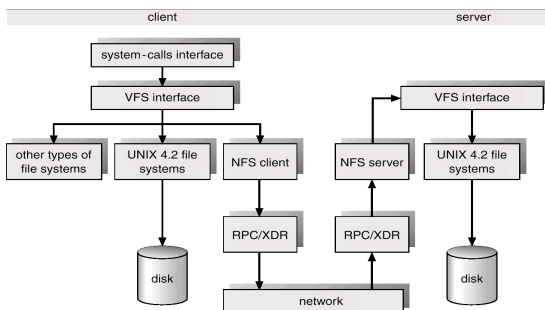 client
server
system-calls interface
VFS interface
VFS interface
other types of
file systems
UNIX 4.2 file
systems
NFS client
NFS server
UNIX 4.2 file
systems
RPC/XDR
RPC/XDR
disk
disk
network